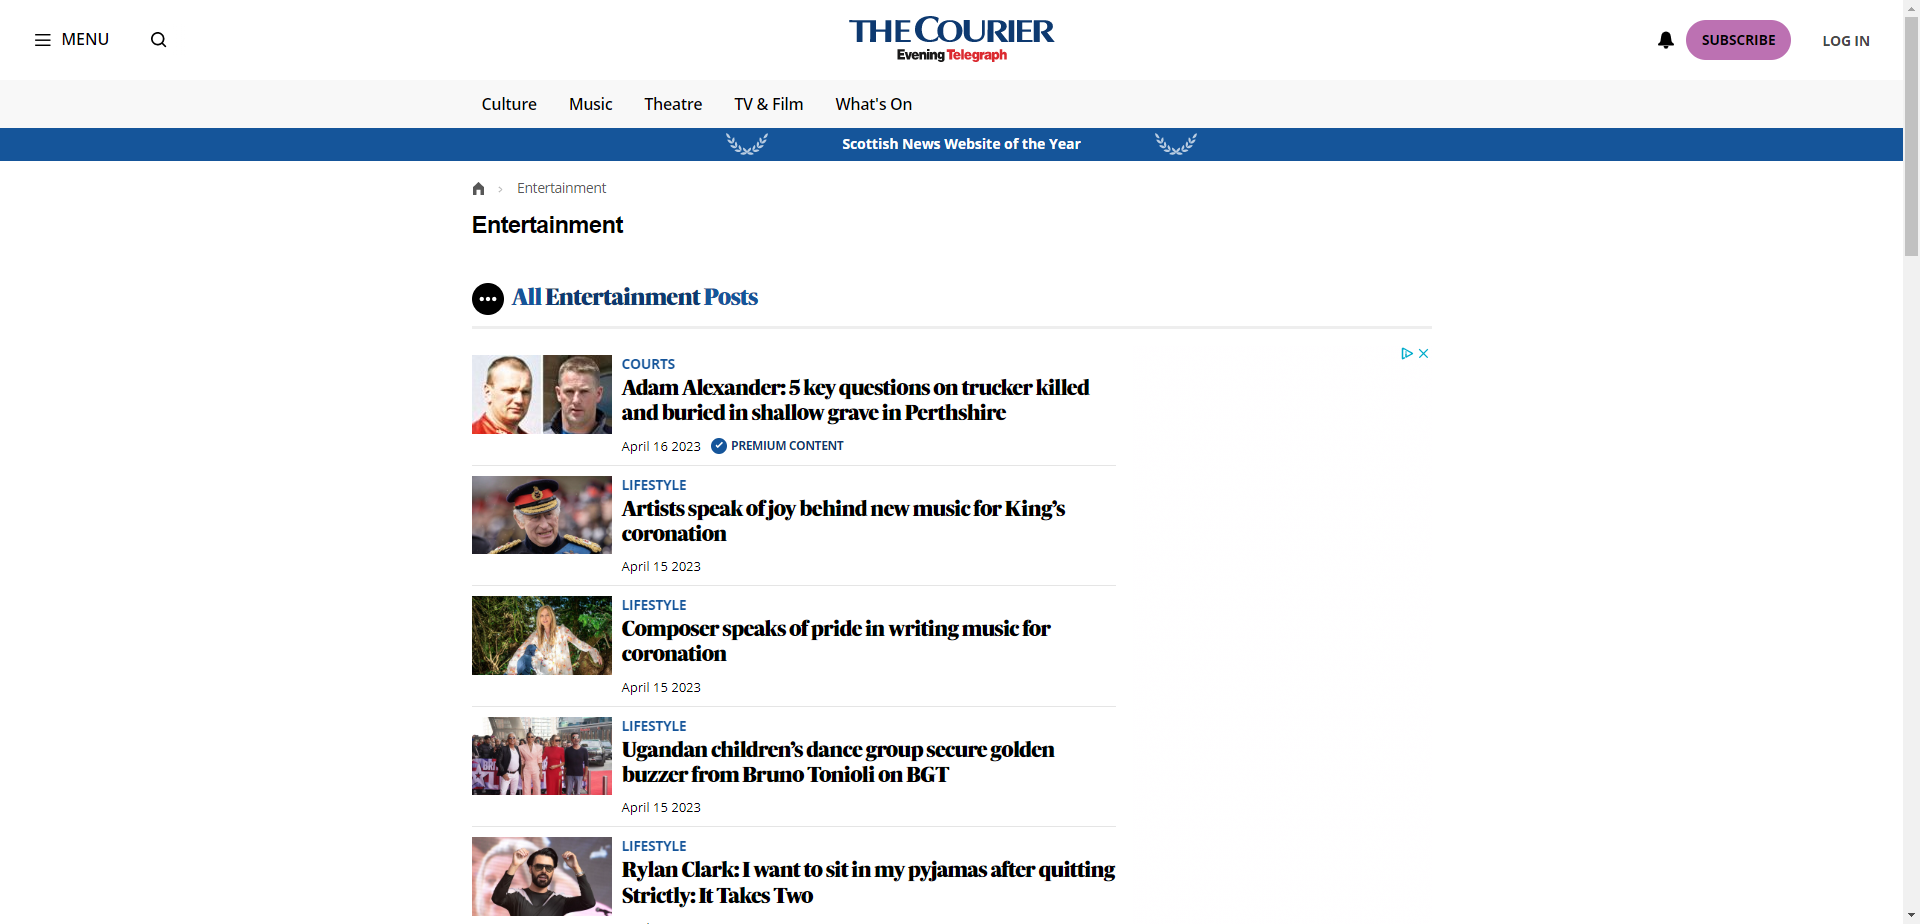 MENU
THE COURIER
Evening Telegraph
SUBSCRIBE
LOG IN
Culture
Music
Theatre
TV & Film
What's On
Scottish News Website of the Year
Entertainment
Entertainment
All Entertainment Posts
COURTS
Adam Alexander: 5 key questions on trucker killed
and buried in shallow grave in Perthshire
April 16 2023 PREMIUM CONTENT
LIFESTYLE
Artists speak of joy behind new music for King’s
coronation
April 15 2023
LIFESTYLE
Composer speaks of pride in writing music for
coronation
April 15 2023
LIFESTYLE
Ugandan children’s dance group secure golden
buzzer from Bruno Tonioli on BGT
April 15 2023
LIFESTYLE
Rylan Clark: I want to sit in my pyjamas after quitting
Strictly: It Takes Two